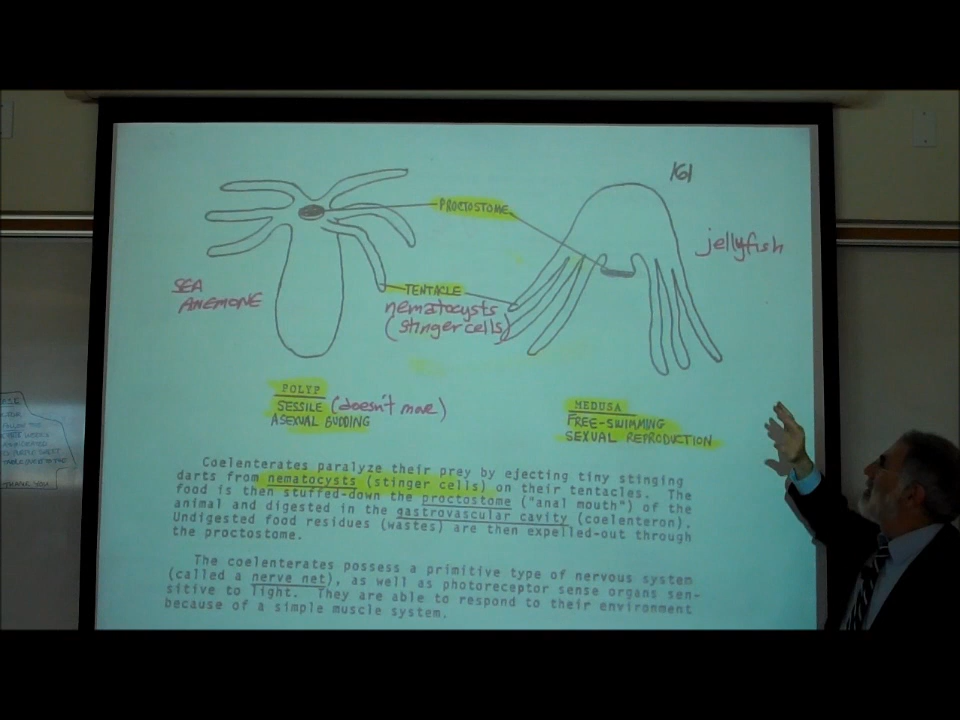 161
PROCTOSTOME
jellyfish
SEA
ANEMONE
TENTACLE
nematocysts
(stinger cells)
POLYP
SESSILE (doesn't move)
ASEXUAL BUDDING
MEDUSA
FREE-SWIMMING
SEXUAL REPRODUCTION
Coelenterates paralyze their prey by ejecting tiny stinging
darts from nematocysts (stinger cells) on their tentacles. The
food is then stuffed-down the proctostome ("anal mouth") of the
animal and digested in the gastrovascular cavity (coelenteron).
Undigested food residues (wastes) are then expelled-out through
the proctostome.
The coelenterates possess a primitive type of nervous system
(called a nerve net), as well as photoreceptor sense organs sen-
sitive to light. They are able to respond to their environment
because of a simple muscle system.
THANK YOU